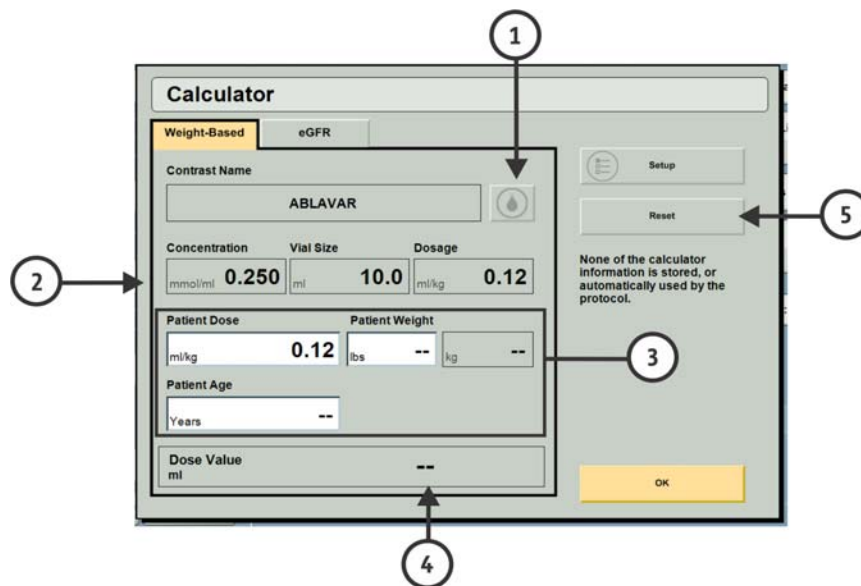 1
Calculator
Weight-Based eGFR
Contrast Name
ABLAVAR
Setup
Reset
5
Concentration Vial Size Dosage
mmol/ml 0.250 ml 10.0 ml/kg 0.12
2
None of the calculator
information is stored, or
automatically used by the
protocol.
Patient Dose Patient Weight
ml/kg 0.12 lbs -- kg --
3
Patient Age
Years --
Dose Value
ml --
OK
4